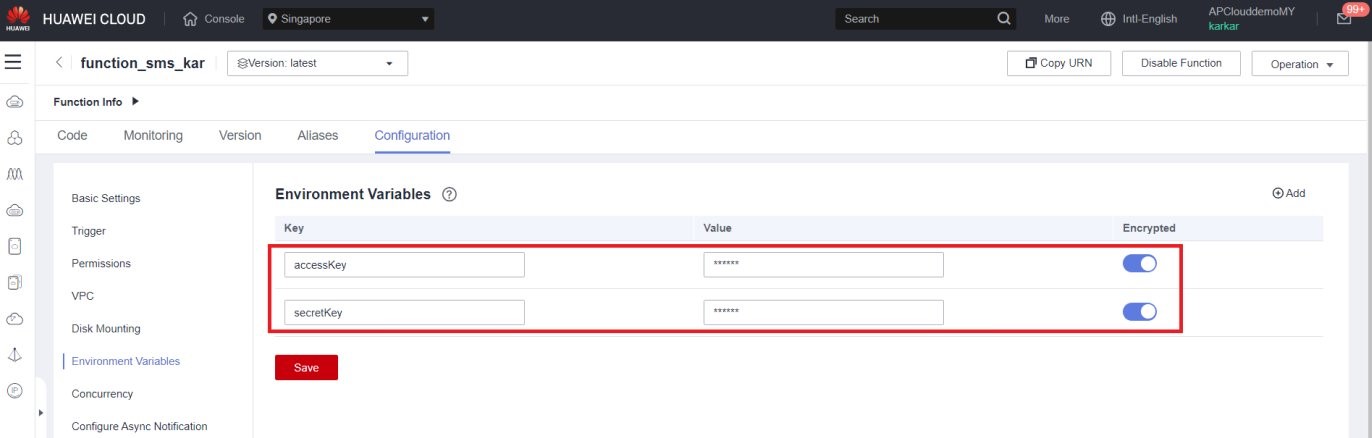 HUAWEI
HUAWEI CLOUD
Console
Singapore
Search
More
Intl-English
APClouddemoMY
karkar
99+
function_sms_kar
Version: latest
Copy URN
Disable Function
Operation
Function Info
Code
Monitoring
Version
Aliases
Configuration
Basic Settings
Trigger
Permissions
VPC
Disk Mounting
Environment Variables
Concurrency
Configure Async Notification
Environment Variables
?
Add
Key
Value
Encrypted
accessKey
******
secretKey
******
Save
IP